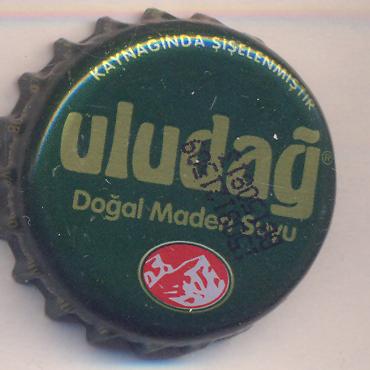 KAYNAĞINDA ŞİŞELENMİŞTİR
uludağ®
Doğal Maden Suyu